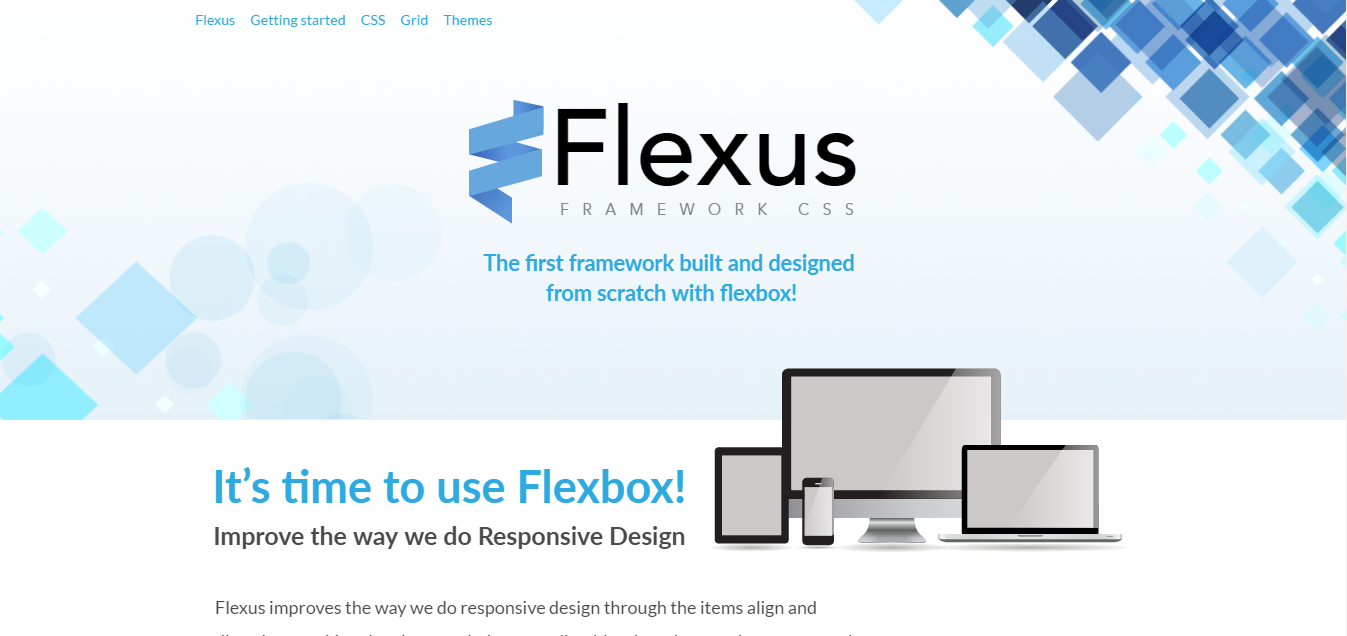 Flexus Getting started CSS Grid Themes
Flexus
FRAMEWORK CSS
The first framework built and designed
from scratch with flexbox!
It's time to use Flexbox!
Improve the way we do Responsive Design
Flexus improves the way we do responsive design through the items align and